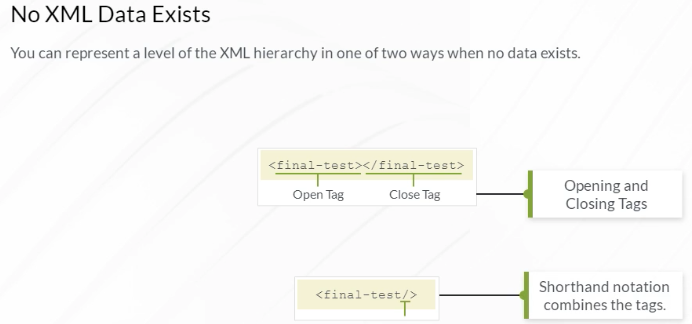 No XML Data Exists
You can represent a level of the XML hierarchy in one of two ways when no data exists.
<final-test></final-test>
Open Tag Close Tag
Opening and
Closing Tags
<final-test/>
Shorthand notation
combines the tags.